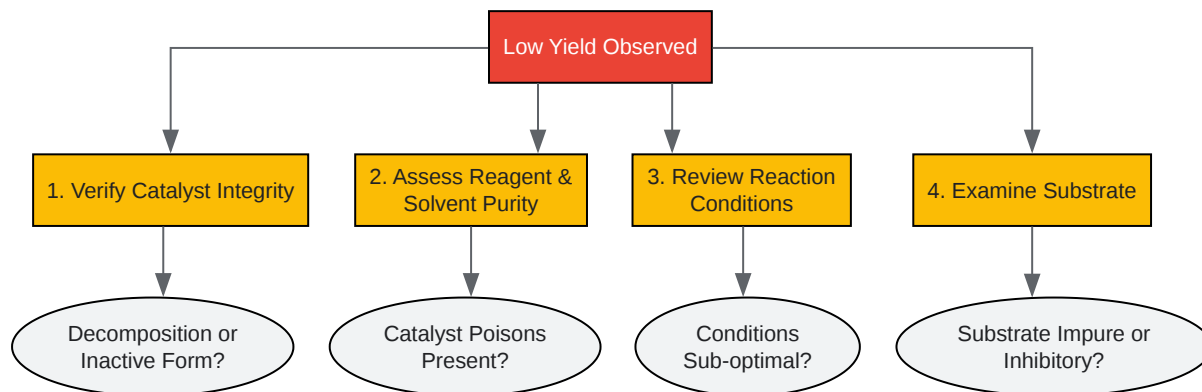 Low Yield Observed
1. Verify Catalyst Integrity
2. Assess Reagent &
Solvent Purity
3. Review Reaction
Conditions
4. Examine Substrate
Decomposition or
Inactive Form?
Catalyst Poisons
Present?
Conditions
Sub-optimal?
Substrate Impure or
Inhibitory?